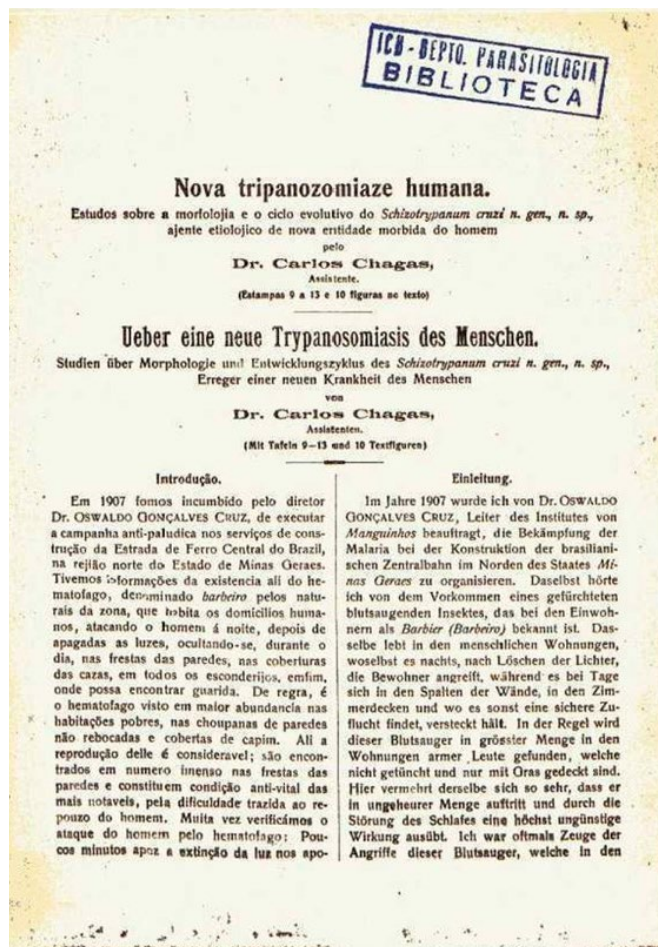 ICB - DEPTO. PARASITOLOGIA
BIBLIOTECA
Nova tripanozomiaze humana.
Estudos sobre a morfolojia e o ciclo evolutivo do Schizotrypanum cruzi n. gen., n. sp.,
ajente etiolojico de nova entidade morbida do homem
pelo
Dr. Carlos Chagas,
Assistente.
(Estampas 9 a 13 e 10 figuras no texto)
Ueber eine neue Trypanosomiasis des Menschen.
Studien über Morphologie und Entwicklungszyklus des Schizotrypanum cruzi n. gen., n. sp.,
Erreger einer neuen Krankheit des Menschen
von
Dr. Carlos Chagas,
Assistenten.
(Mit Tafeln 9—13 und 10 Textfiguren)
Introdução.
Em 1907 fomos incumbido pelo diretor
Dr. OSWALDO GONÇALVES CRUZ, de executar
a campanha anti-paludica nos serviços de cons-
trução da Estrada de Ferro Central do Brazil,
na rejião norte do Estado de Minas Geraes.
Tivemos informações da existencia ali do he-
matofago, denominado barbeiro pelos natu-
rais da zona, que habita os domicilios huma-
nos, atacando o homem á noite, depois de
apagadas as luzes, ocultando-se, durante o
dia, nas frestas das paredes, nas coberturas
das cazas, em todos os esconderijos, emfim,
onde possa encontrar guarida. De regra, é
o hematofago visto em maior abundancia nas
habitações pobres, nas choupanas de paredes
não rebocadas e cobertas de capim. Ali a
reprodução delle é consideravel; são encon-
trados em numero imenso nas frestas das
paredes e constituem condição anti-vital das
mais notaveis, pela dificuldade trazida ao re-
pouzo do homem. Muita vez verificámos o
ataque do homem pelo hematofago: Pou-
cos minutos apoz a extinção da luz nos apo-
Einleitung.
Im Jahre 1907 wurde ich von Dr. OSWALDO
GONÇALVES CRUZ, Leiter des Institutes von
Manguinhos beauftragt, die Bekämpfung der
Malaria bei der Konstruktion der brasiliani-
schen Zentralbahn im Norden des Staates Mi-
nas Geraes zu organisieren. Daselbst hörte
ich von dem Vorkommen eines gefürchteten
blutsaugenden Insektes, das bei den Einwoh-
nern als Barbier (Barbeiro) bekannt ist. Das-
selbe lebt in den menschlichen Wohnungen,
woselbst es nachts, nach Löschen der Lichter,
die Bewohner angreift, während es bei Tage
sich in den Spalten der Wände, in den Zim-
merdecken und wo es sonst eine sichere Zu-
flucht findet, versteckt hält. In der Regel wird
dieser Blutsauger in grösster Menge in den
Wohnungen armer Leute gefunden, welche
nicht getüncht und nur mit Gras gedeckt sind.
Hier vermehrt derselbe sich so sehr, dass er
in ungeheurer Menge auftritt und durch die
Störung des Schlafes eine höchst ungünstige
Wirkung ausübt. Ich war oftmals Zeuge der
Angriffe dieser Blutsauger, welche in den